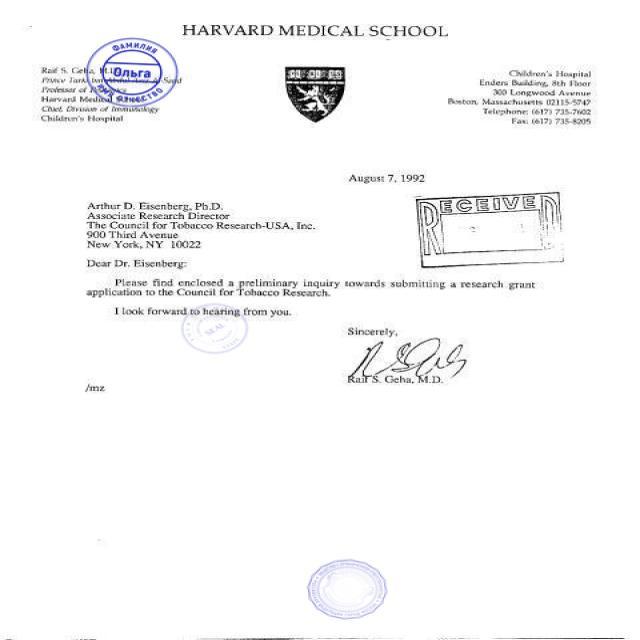 HARVARD MEDICAL SCHOOL
Raif S. Geha, M.D.
Prince Turki bin Abdul Aziz Al-Saud
Professor of
Harvard Medical
Chief, Division of Immunology
Children's Hospital
ФАМИЛИЯ
Ольга
ИМЯ ОТЧЕСТВО
Children's Hospital
Enders Building, 8th Floor
300 Longwood Avenue
Boston, Massachusetts 02115-5747
Telephone: (617) 735-7602
Fax: (617) 735-8205
August 7, 1992
RECEIVED
Arthur D. Eisenberg, Ph.D.
Associate Research Director
The Council for Tobacco Research-USA, Inc.
900 Third Avenue
New York, NY 10022
Dear Dr. Eisenberg:
Please find enclosed a preliminary inquiry towards submitting a research grant
application to the Council for Tobacco Research.
I look forward to hearing from you.
SEAL
Sincerely,
Raif S. Geha, M.D.
/mz